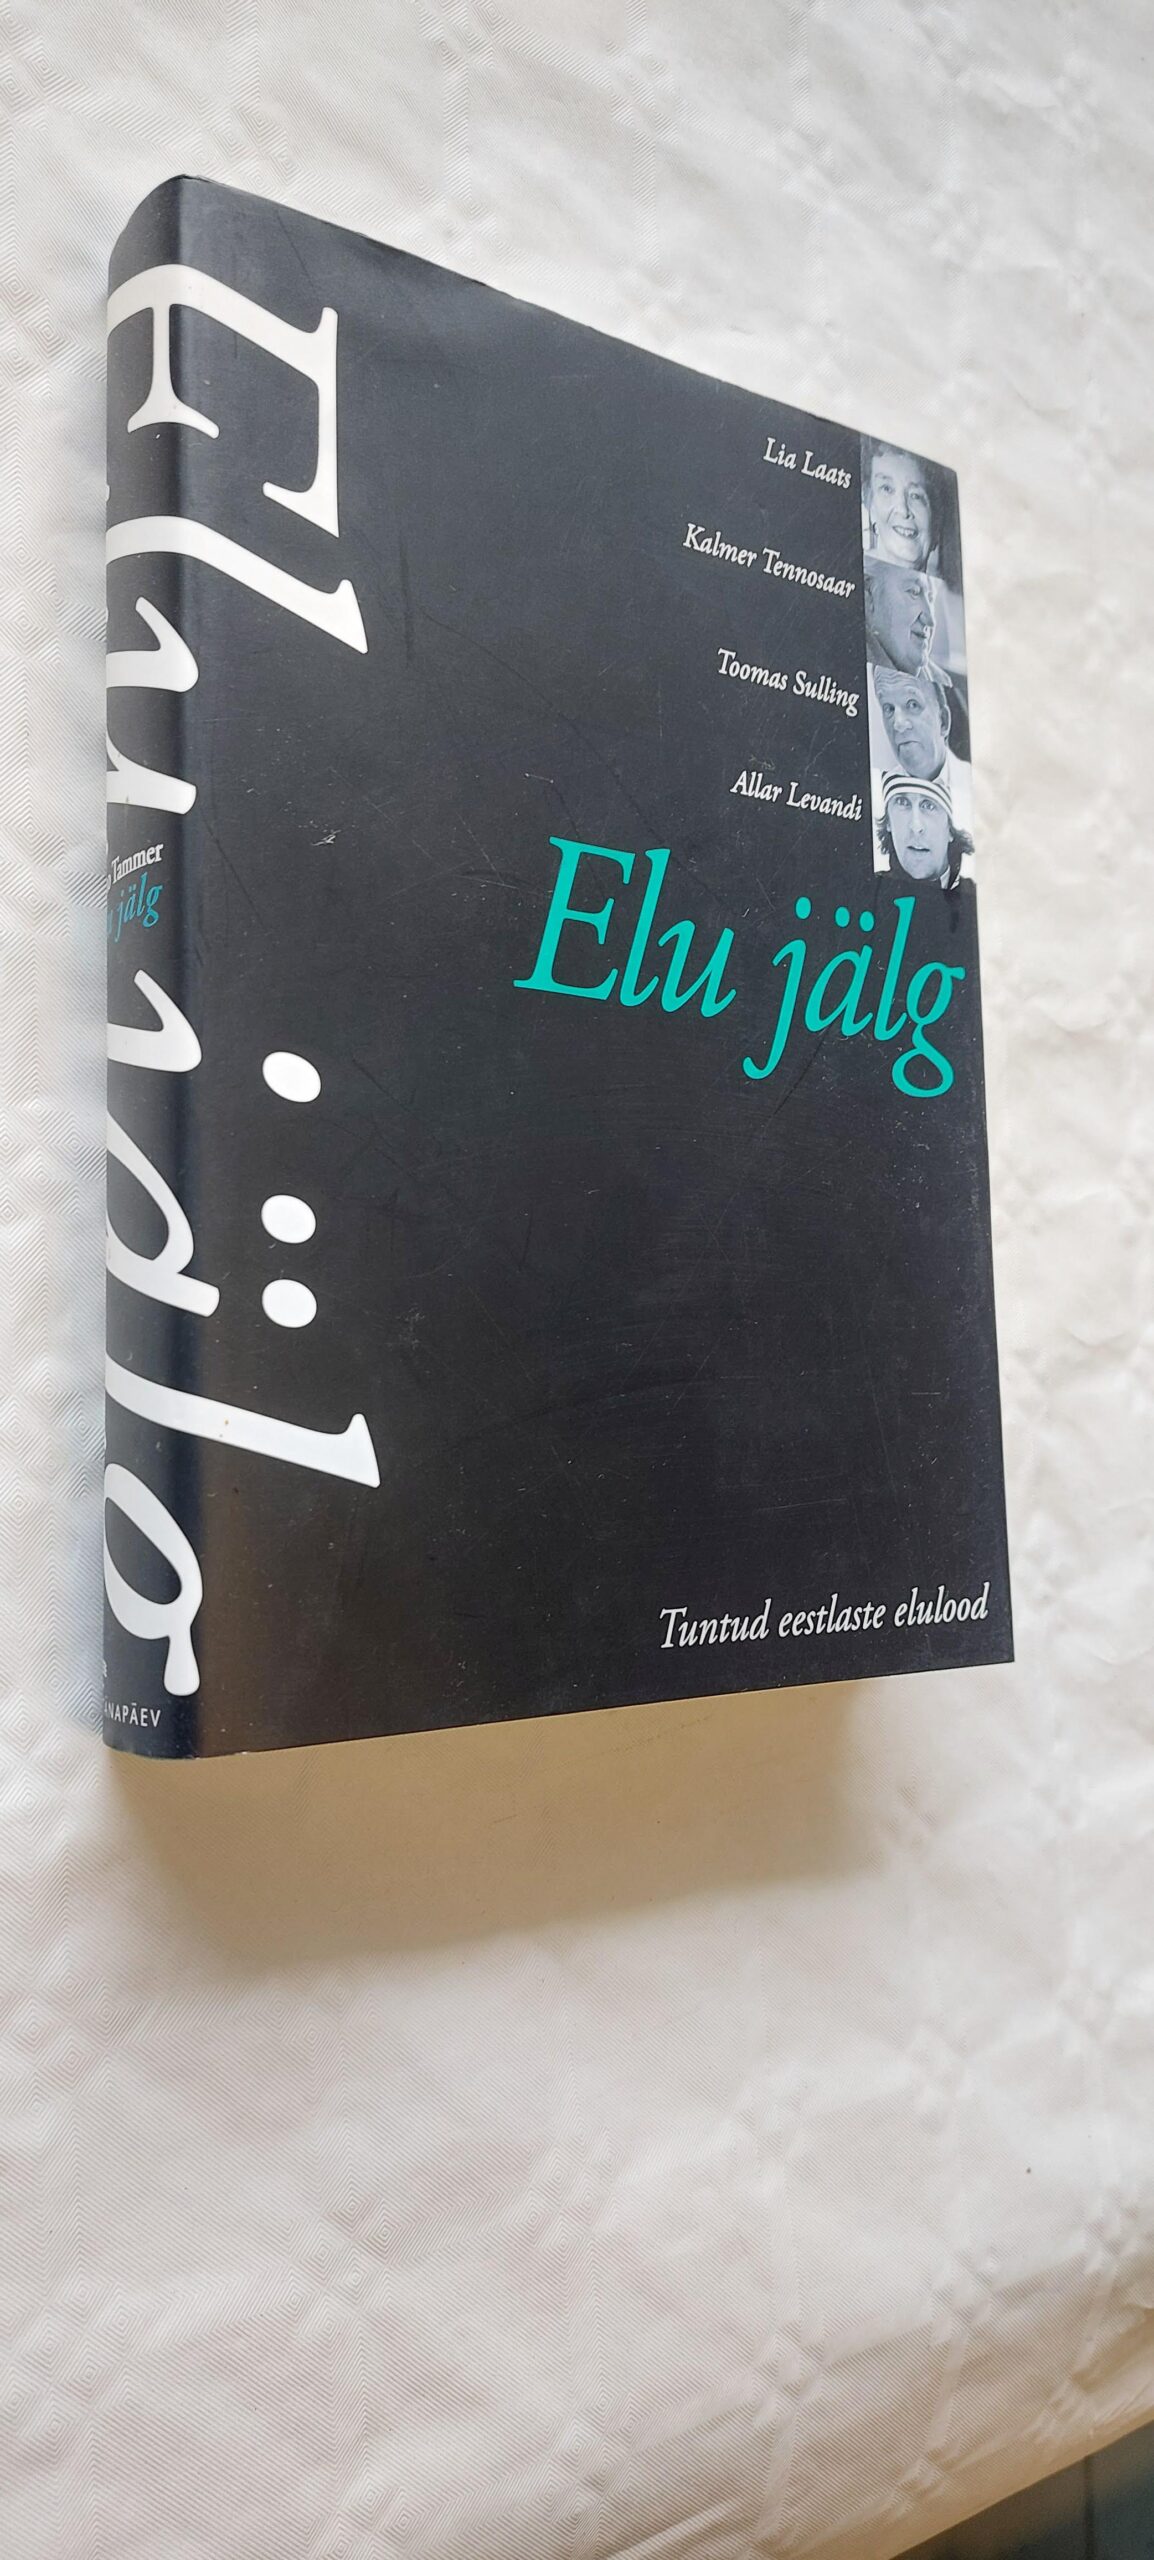 Lia Laats
Kalmer Tennosaar
Toomas Sulling
Allar Levandi
Elu jälg
Tuntud eestlaste elulood
Elu jälg
Tammer
jälg